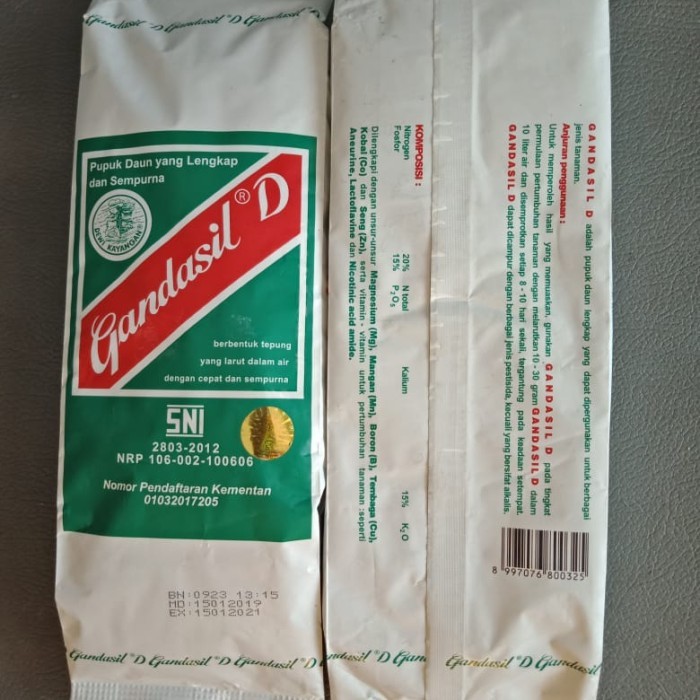 Gandasil ®D Gandasil ®D Gandasil ®D Gandasil
Pupuk Daun yang Lengkap
dan Sempurna
DEWI KAYANGAN
Gandasil ® D
berbentuk tepung
yang larut dalam air
dengan cepat dan sempurna
SNI
2803-2012
NRP 106-002-100606
Nomor Pendaftaran Kementan
01032017205
BN:0923 13:15
MD:15012019
EX:15012021
Gandasil ®D Gandasil ®D Gandasil ®D
KOMPOSISI :
Nitrogen 20% N total Kalium 15% K2O
Fosfor 15% P2O5
Dilengkapi dengan unsur-unsur Magnesium (Mg), Mangan (Mn), Boron (B), Tembaga (Cu),
Kobal (Co) dan Seng (Zn), serta vitamin - vitamin untuk pertumbuhan tanaman :seperti
Aneurine, Lactoflavine dan Nicotinic acid amide.
GANDASIL D adalah pupuk daun lengkap yang dapat dipergunakan untuk berbagai
jenis tanaman.
Anjuran penggunaan :
Untuk memperoleh hasil yang memuaskan, gunakan GANDASIL D pada tingkat
permulaan pertumbuhan tanaman dengan melarutkan 10 - 30 gram GANDASIL D dalam
10 liter air dan disemprotkan setiap 8 - 10 hari sekali, tergantung pada keadaan setempat.
GANDASIL D dapat dicampur dengan berbagai jenis pestisida, kecuali yang bersifat alkalis.
8 997076 800325
Gandasil ®D Gan
Gandasil ®D Gandasil ®D